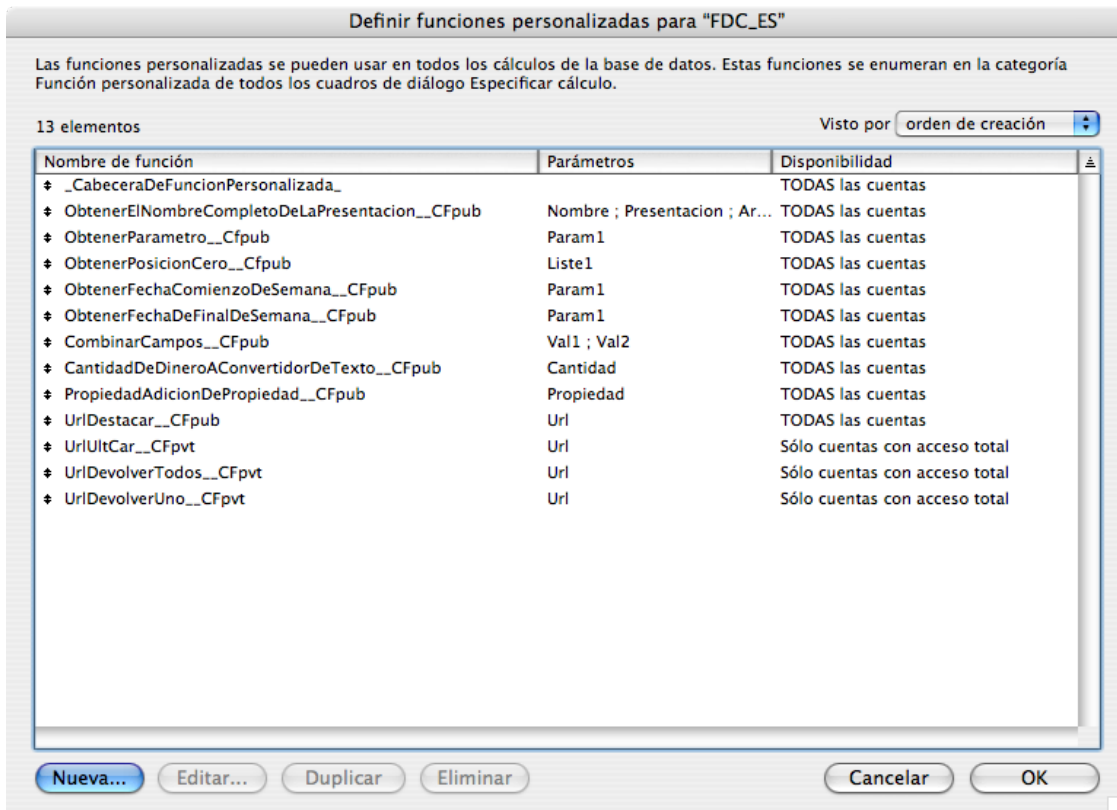 Definir funciones personalizadas para “FDC_ES”
Las funciones personalizadas se pueden usar en todos los cálculos de la base de datos. Estas funciones se enumeran en la categoría
Función personalizada de todos los cuadros de diálogo Especificar cálculo.
13 elementos Visto por orden de creación
Nombre de función Parámetros Disponibilidad
_CabeceraDeFuncionPersonalizada_ TODAS las cuentas
ObtenerElNombreCompletoDeLaPresentacion__CFpub Nombre ; Presentacion ; Ar... TODAS las cuentas
ObtenerParametro__Cfpub Param1 TODAS las cuentas
ObtenerPosicionCero__Cfpub Liste1 TODAS las cuentas
ObtenerFechaComienzoDeSemana__CFpub Param1 TODAS las cuentas
ObtenerFechaDeFinalDeSemana__CFpub Param1 TODAS las cuentas
CombinarCampos__CFpub Val1 ; Val2 TODAS las cuentas
CantidadDeDineroAConvertidorDeTexto__CFpub Cantidad TODAS las cuentas
PropiedadAdicionDePropiedad__CFpub Propiedad TODAS las cuentas
UrlDestacar__CFpub Url TODAS las cuentas
UrlUltCar__CFpvt Url Sólo cuentas con acceso total
UrlDevolverTodos__CFpvt Url Sólo cuentas con acceso total
UrlDevolverUno__CFpvt Url Sólo cuentas con acceso total
Nueva... Editar... Duplicar Eliminar Cancelar OK